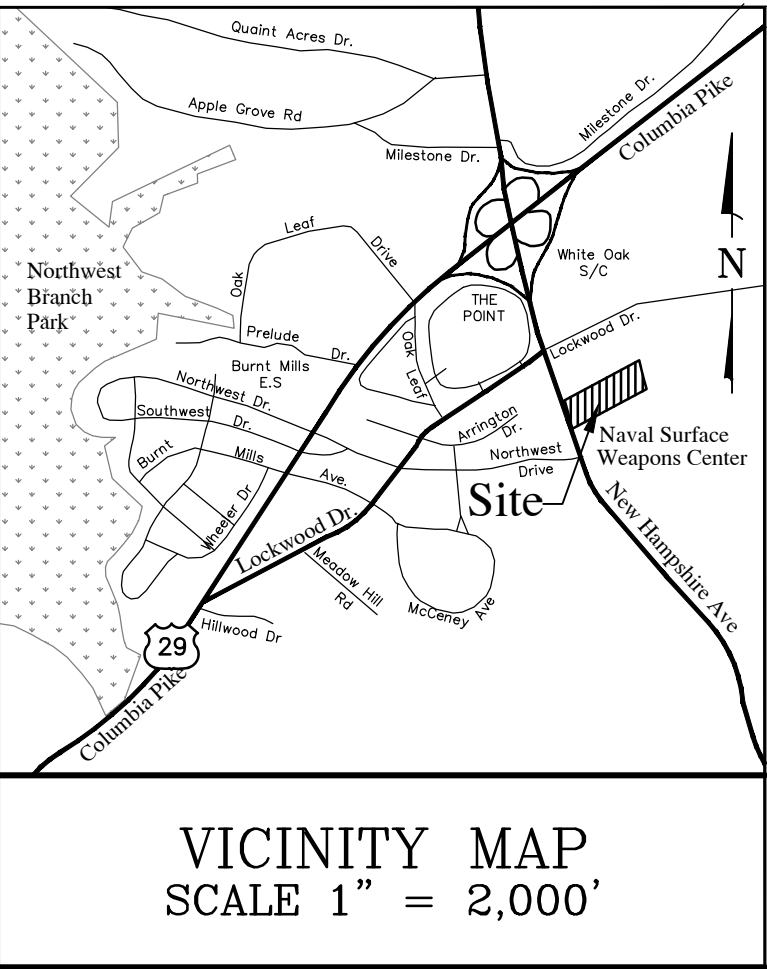 Quaint Acres Dr.
Apple Grove Rd
Milestone Dr.
Milestone Dr.
Columbia Pike
Leaf
Drive
Oak
White Oak
S/C
N
Northwest
Branch
Park
THE
POINT
Prelude
Dr.
Oak
Leaf
Lockwood Dr.
Burnt Mills
E.S
Northwest Dr.
Southwest
Dr.
Arrington
Dr.
Naval Surface
Weapons Center
Burnt
Mills
Ave.
Northwest
Drive
Site
Wheeler Dr
Lockwood Dr.
New Hampshire Ave
Meadow Hill
Rd
McCeney Ave
Hillwood Dr
29
Columbia Pike
VICINITY MAP
SCALE 1" = 2,000'